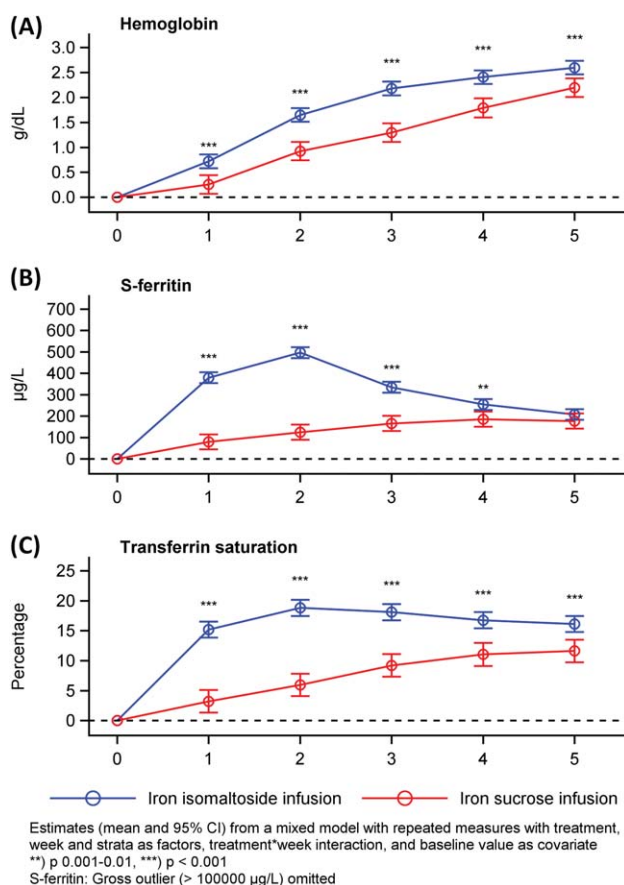 (A)
Hemoglobin
g/dL
3.0
2.5
2.0
1.5
1.0
0.5
0.0
*** *** *** *** ***
0 1 2 3 4 5
(B)
S-ferritin
µg/L
700
600
500
400
300
200
100
0
*** *** *** **
0 1 2 3 4 5
(C)
Transferrin saturation
Percentage
25
20
15
10
5
0
*** *** *** *** ***
0 1 2 3 4 5
Iron isomaltoside infusion Iron sucrose infusion
Estimates (mean and 95% CI) from a mixed model with repeated measures with treatment,
week and strata as factors, treatment*week interaction, and baseline value as covariate
**) p 0.001-0.01, ***) p < 0.001
S-ferritin: Gross outlier (> 100000 µg/L) omitted